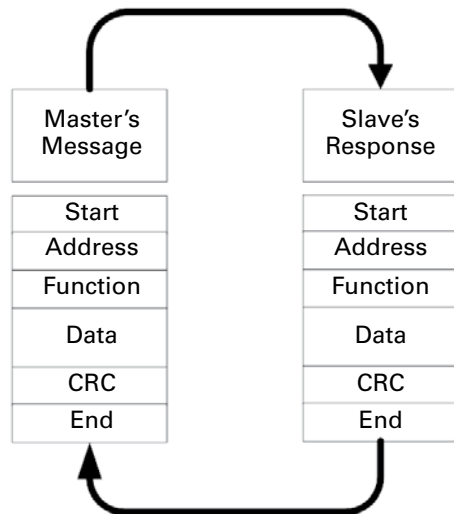 Master’s
Message
Start
Address
Function
Data
CRC
End
Slave’s
Response
Start
Address
Function
Data
CRC
End